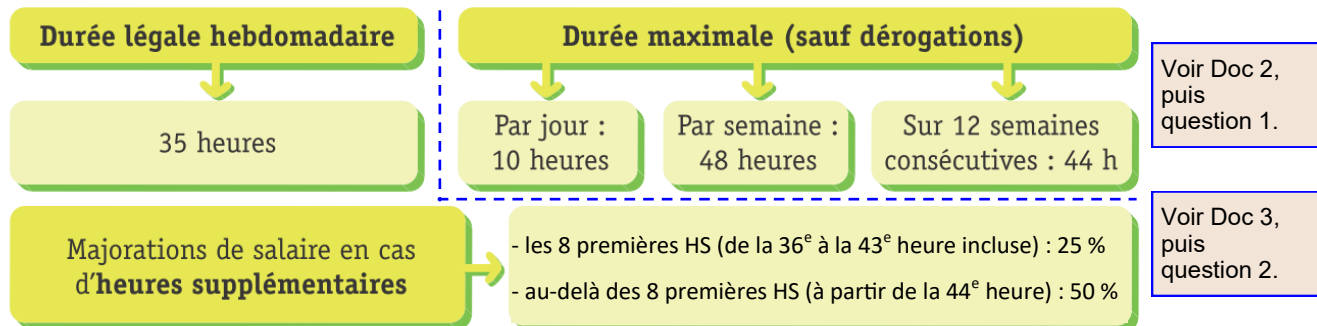 Durée légale hebdomadaire
35 heures
Durée maximale (sauf dérogations)
Par jour :
10 heures
Par semaine :
48 heures
Sur 12 semaines
consécutives : 44 h
Voir Doc 2,
puis
question 1.
Majorations de salaire en cas
d'heures supplémentaires
- les 8 premières HS (de la 36e à la 43e heure incluse) : 25 %
- au-delà des 8 premières HS (à partir de la 44e heure) : 50 %
Voir Doc 3,
puis
question 2.